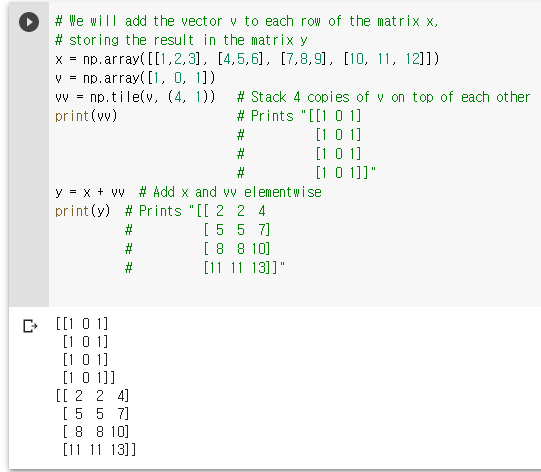 # We will add the vector v to each row of the matrix x,
# storing the result in the matrix y
x = np.array([[1,2,3], [4,5,6], [7,8,9], [10, 11, 12]])
v = np.array([1, 0, 1])
vv = np.tile(v, (4, 1))   # Stack 4 copies of v on top of each other
print(vv)                 # Prints "[[1 0 1]
                          #          [1 0 1]
                          #          [1 0 1]
                          #          [1 0 1]]"
y = x + vv  # Add x and vv elementwise
print(y)  # Prints "[[ 2  2  4
          #          [ 5  5  7]
          #          [ 8  8 10]
          #          [11 11 13]]"
[[1 0 1]
 [1 0 1]
 [1 0 1]
 [1 0 1]]
[[ 2  2  4]
 [ 5  5  7]
 [ 8  8 10]
 [11 11 13]]